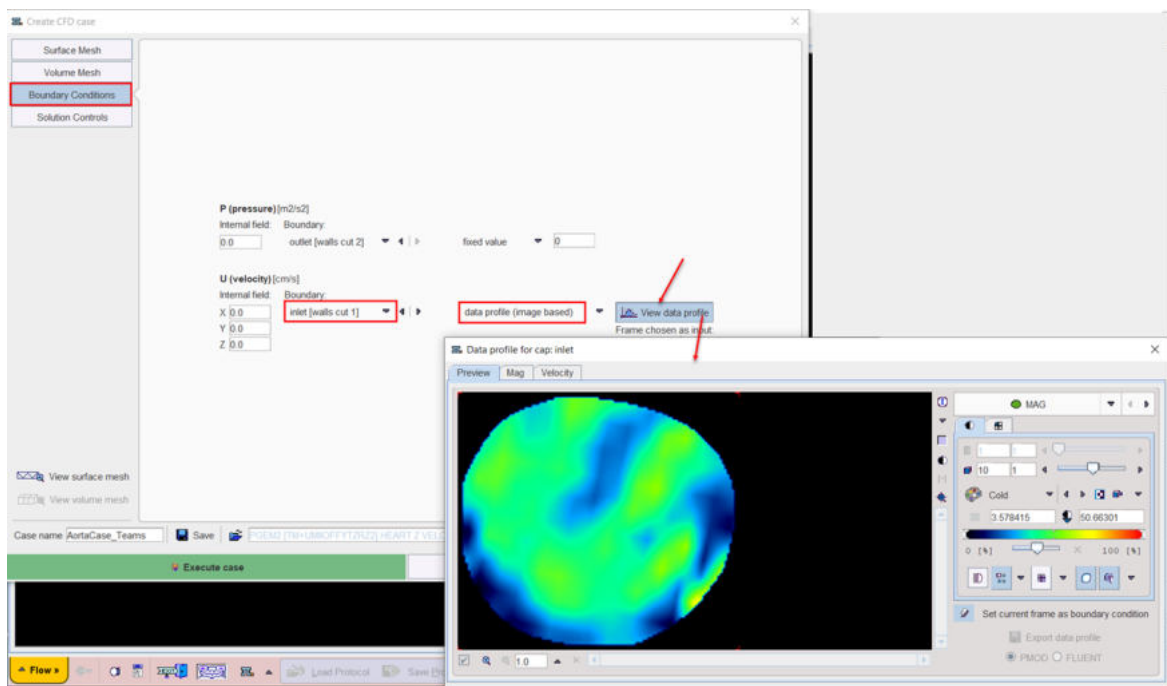 Create CFD case
Surface Mesh
Volume Mesh
Boundary Conditions
Solution Controls
P (pressure) [m2/s2]
Internal field: Boundary:
0.0 outlet [walls cut 2] fixed value 0
U (velocity) [cm/s]
Internal field: Boundary:
X 0.0 inlet [walls cut 1] data profile (image based) View data profile
Y 0.0 Frame chosen as input
Z 0.0
Data profile for cap: inlet
Preview Mag Velocity
MAG
1 1
10 1
Cold
3.578415 50.66301
0 [%] 100 [%]
Set current frame as boundary condition
Export data profile
PMOD FLUENT
1.0
View surface mesh
View volume mesh
Case name AortaCase_Teams Save
Execute case
Flow » Load Protocol